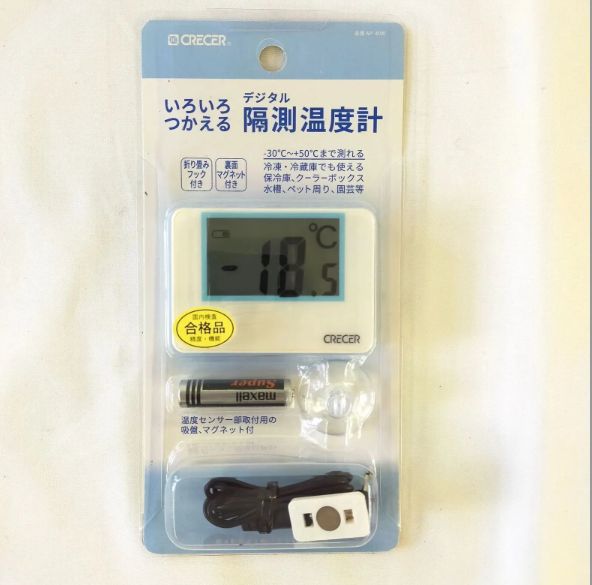 CRECER®
いろいろ
つかえる
デジタル
隔測温度計
折り畳み
フック
付き
裏面
マグネット
付き
-30℃～+50℃まで測れる
冷凍・冷蔵庫でも使える
保冷庫、クーラーボックス
水槽、ペット周り、園芸等
℃
-18.5
国内検査
合格品
精度・機能
CRECER
maxell
Super
温度センサー部取付用の
吸盤、マグネット付